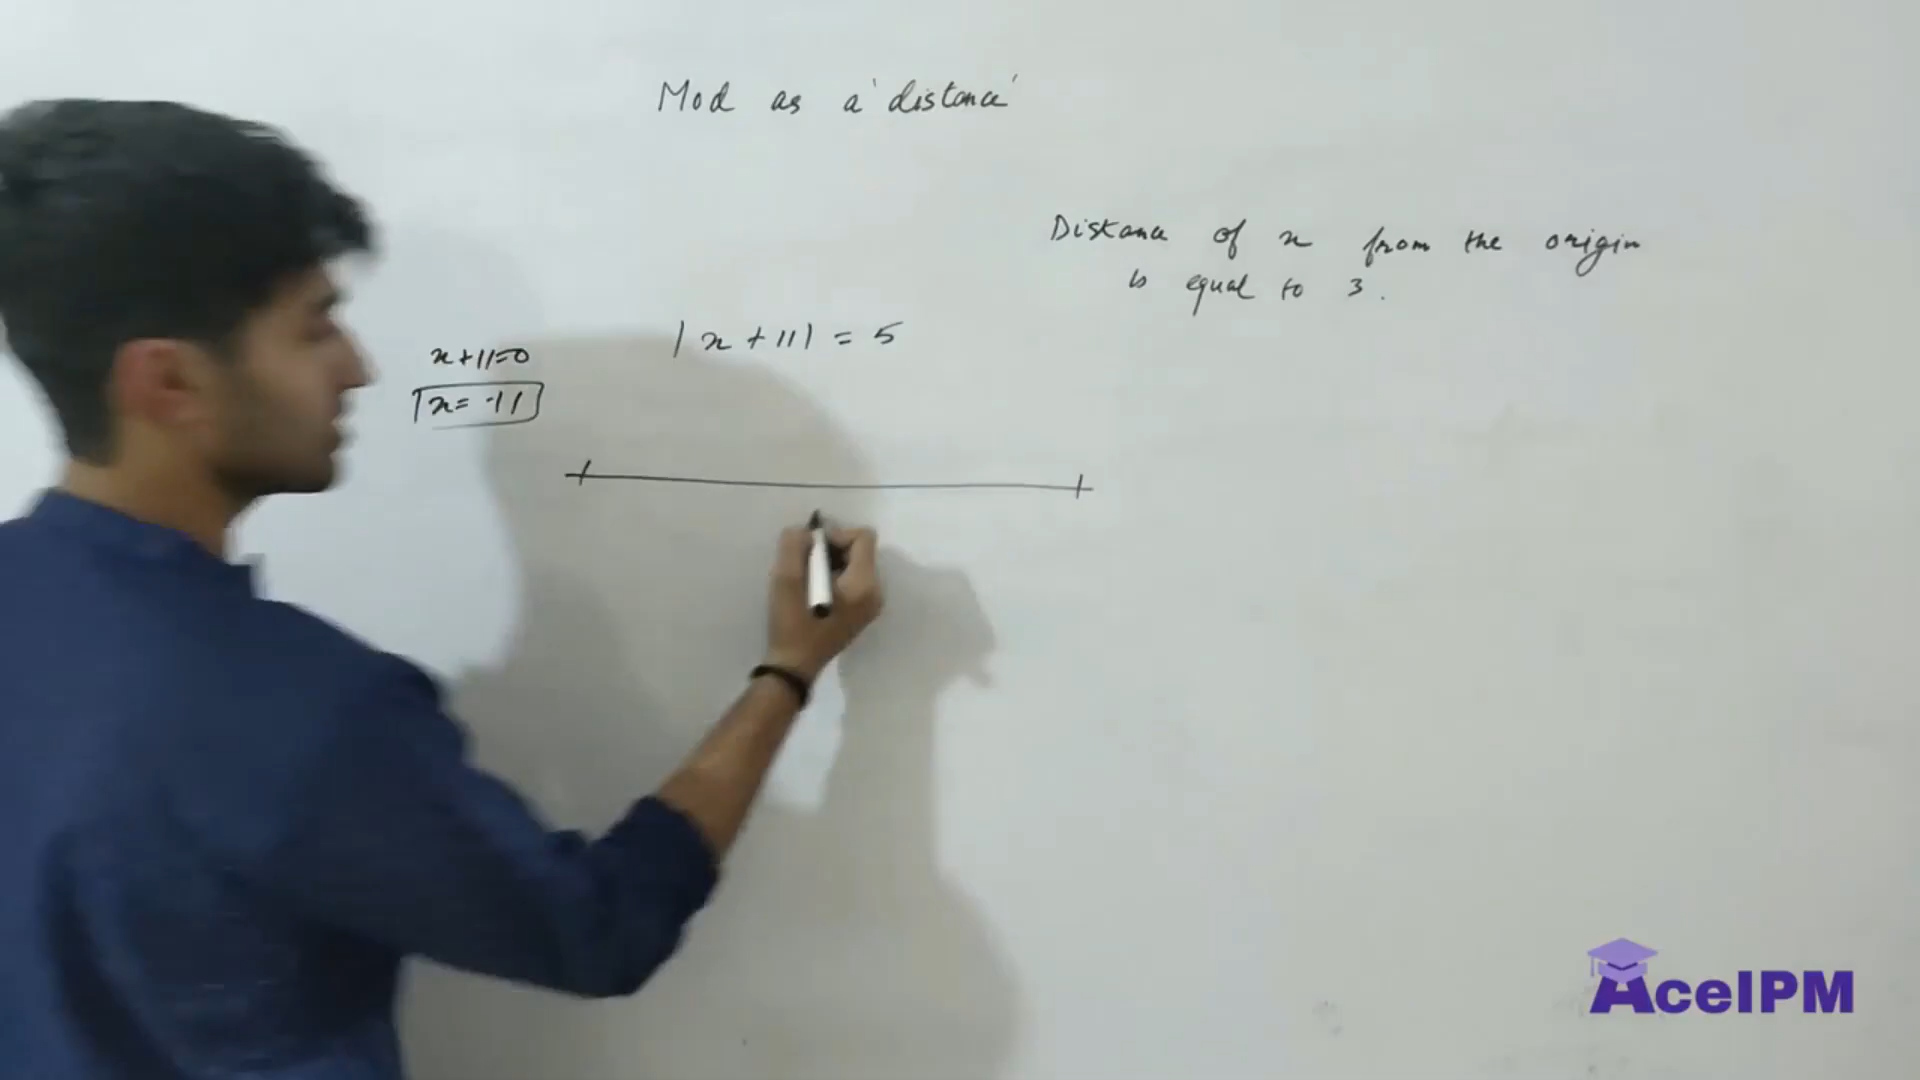 Mod as a 'distance'
Distance of x from the origin
is equal to 3.
|x + 11| = 5
x+11=0
x= -11
AceIPM